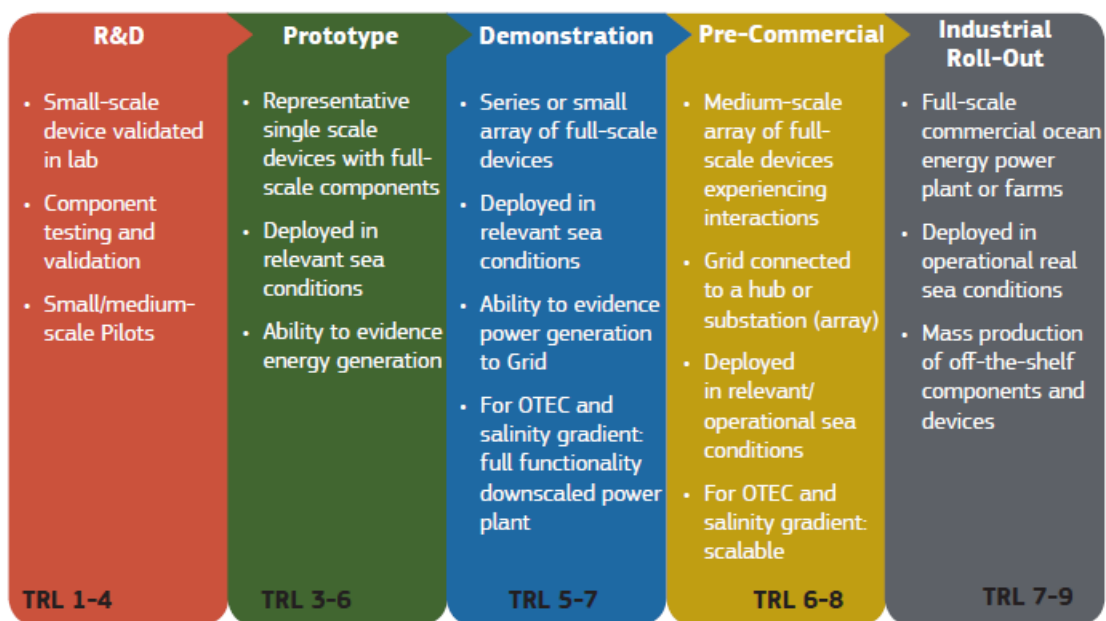 R&D
• Small-scale
device validated
in lab
• Component
testing and
validation
• Small/medium-
scale Pilots
TRL 1-4
Prototype
• Representative
single scale
devices with full-
scale components
• Deployed in
relevant sea
conditions
• Ability to evidence
energy generation
TRL 3-6
Demonstration
• Series or small
array of full-scale
devices
• Deployed in
relevant sea
conditions
• Ability to evidence
power generation
to Grid
• For OTEC and
salinity gradient:
full functionality
downscaled power
plant
TRL 5-7
Pre-Commercial
• Medium-scale
array of full-
scale devices
experiencing
interactions
• Grid connected
to a hub or
substation (array)
• Deployed
in relevant/
operational sea
conditions
• For OTEC and
salinity gradient:
scalable
TRL 6-8
Industrial
Roll-Out
• Full-scale
commercial ocean
energy power
plant or farms
• Deployed in
operational real
sea conditions
• Mass production
of off-the-shelf
components and
devices
TRL 7-9